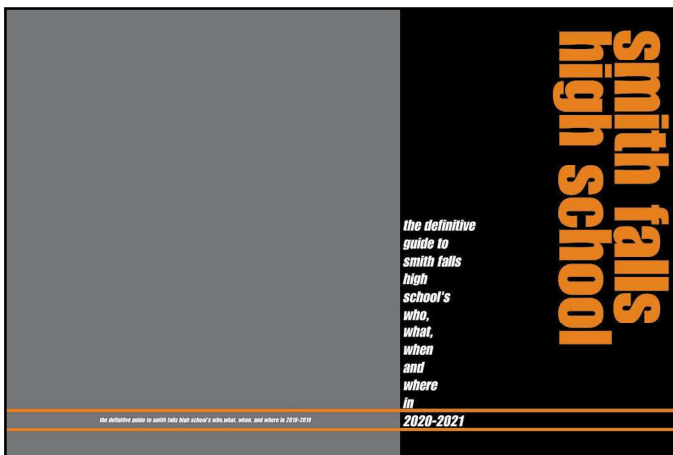 smith falls
high school
the definitive
guide to
smith falls
high
school's
who,
what,
when
and
where
in
2020-2021
the definitive guide to smith falls high school's who,what, when, and where in 2018-2019